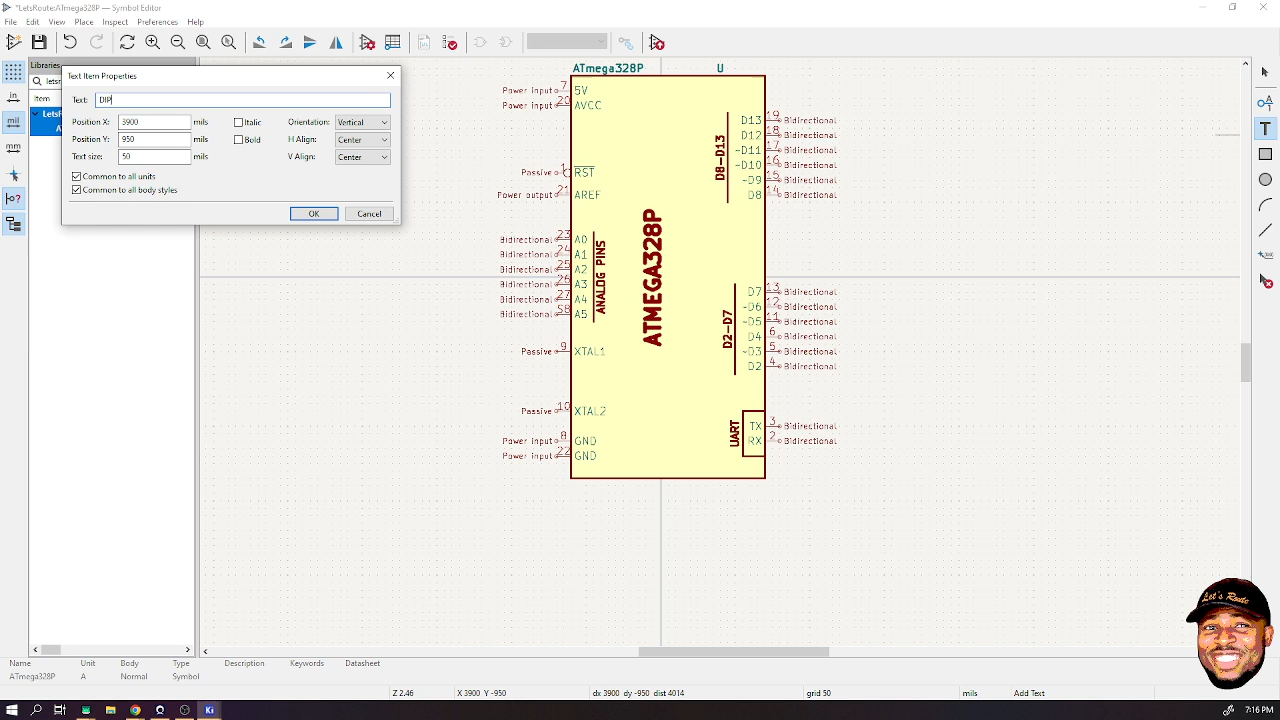 *LetsRoute:ATmega328P — Symbol Editor
File Edit View Place Inspect Preferences Help
Libraries
Item
in
mil
mm
Text Item Properties
Text: DIP
Position X: 3900 mils Italic Orientation: Vertical
Position Y: 950 mils Bold H Align: Center
Text size: 50 mils V Align: Center
Common to all units
Common to all body styles
OK Cancel
ATmega328P U
Power input 7 5V
Power input 20 AVCC
Passive 1 RST
Power output 21 AREF
Bidirectional 23 A0
Bidirectional 24 A1
Bidirectional 25 A2
Bidirectional 26 A3
Bidirectional 27 A4
Bidirectional A5
ANALOG PINS
Passive 9 XTAL1
Passive 10 XTAL2
Power input 8 GND
Power input 22 GND
ATMEGA328P
D8-D13
D13 19 Bidirectional
D12 18 Bidirectional
~D11 17 Bidirectional
~D10 16 Bidirectional
~D9 15 Bidirectional
D8 14 Bidirectional
D2-D7
D7 13 Bidirectional
~D6 12 Bidirectional
~D5 11 Bidirectional
D4 6 Bidirectional
~D3 5 Bidirectional
D2 4 Bidirectional
UART
TX 3 Bidirectional
RX 2 Bidirectional
Let's Route
Name Unit Body Type Description Keywords Datasheet
ATmega328P A Normal Symbol
Z 2.46 X 3900 Y -950 dx 3900 dy -950 dist 4014 grid 50 mils Add Text
7:16 PM